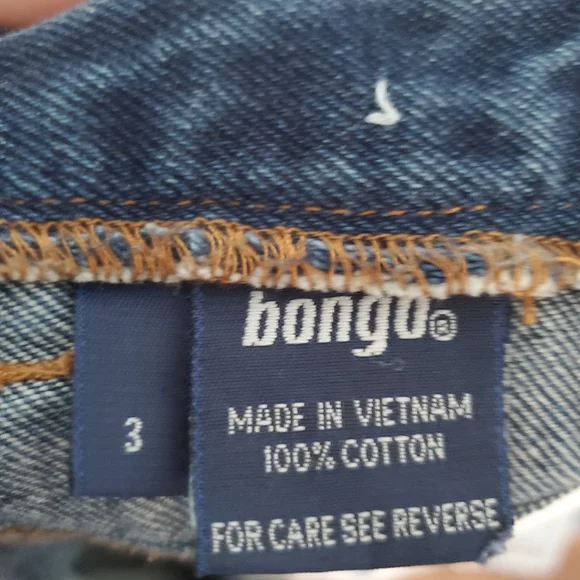 bongo®
3
MADE IN VIETNAM
100% COTTON
FOR CARE SEE REVERSE